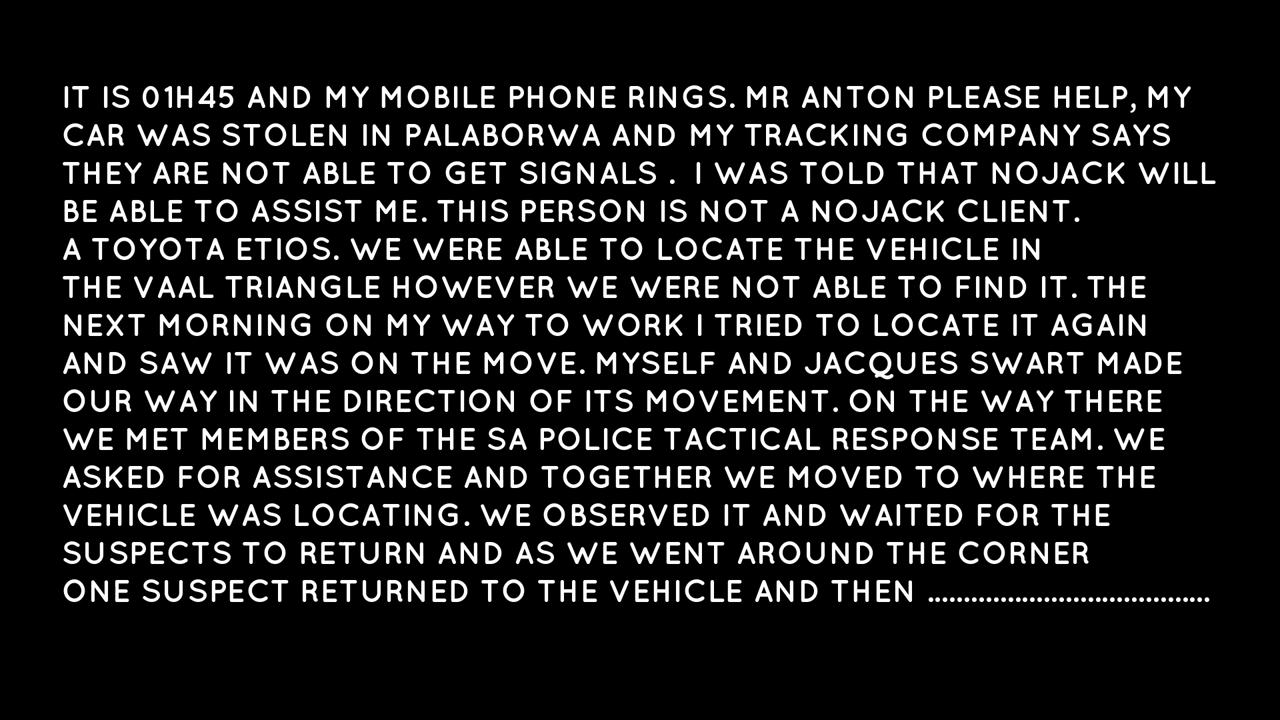 IT IS 01H45 AND MY MOBILE PHONE RINGS. MR ANTON PLEASE HELP, MY
CAR WAS STOLEN IN PALABORWA AND MY TRACKING COMPANY SAYS
THEY ARE NOT ABLE TO GET SIGNALS .  I WAS TOLD THAT NOJACK WILL
BE ABLE TO ASSIST ME. THIS PERSON IS NOT A NOJACK CLIENT.
A TOYOTA ETIOS. WE WERE ABLE TO LOCATE THE VEHICLE IN
THE VAAL TRIANGLE HOWEVER WE WERE NOT ABLE TO FIND IT. THE
NEXT MORNING ON MY WAY TO WORK I TRIED TO LOCATE IT AGAIN
AND SAW IT WAS ON THE MOVE. MYSELF AND JACQUES SWART MADE
OUR WAY IN THE DIRECTION OF ITS MOVEMENT. ON THE WAY THERE
WE MET MEMBERS OF THE SA POLICE TACTICAL RESPONSE TEAM. WE
ASKED FOR ASSISTANCE AND TOGETHER WE MOVED TO WHERE THE
VEHICLE WAS LOCATING. WE OBSERVED IT AND WAITED FOR THE
SUSPECTS TO RETURN AND AS WE WENT AROUND THE CORNER
ONE SUSPECT RETURNED TO THE VEHICLE AND THEN .......................................